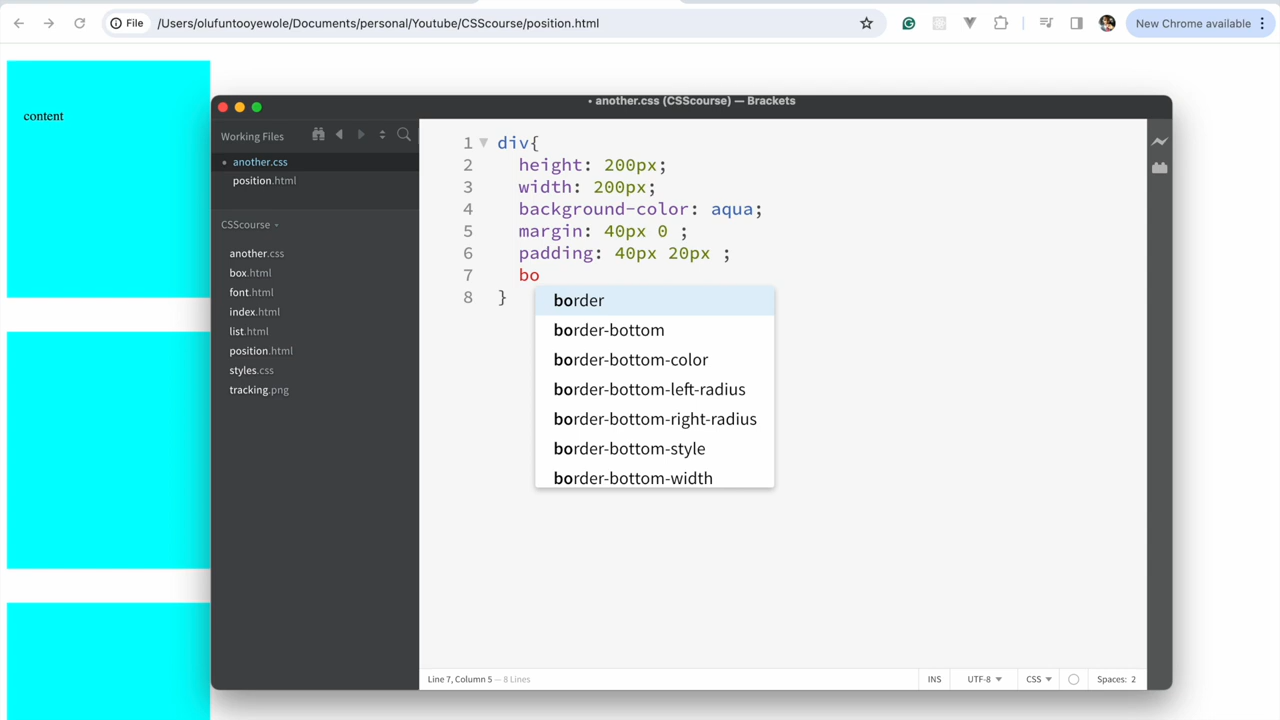 File
/Users/olufuntooyewole/Documents/personal/Youtube/CSScourse/position.html
New Chrome available
content
• another.css (CSScourse) — Brackets
Working Files
• another.css
position.html
CSScourse
another.css
box.html
font.html
index.html
list.html
position.html
styles.css
tracking.png
1 div{
2 height: 200px;
3 width: 200px;
4 background-color: aqua;
5 margin: 40px 0 ;
6 padding: 40px 20px ;
7 bo
8 }
border
border-bottom
border-bottom-color
border-bottom-left-radius
border-bottom-right-radius
border-bottom-style
border-bottom-width
Line 7, Column 5 — 8 Lines
INS
UTF-8
CSS
Spaces: 2